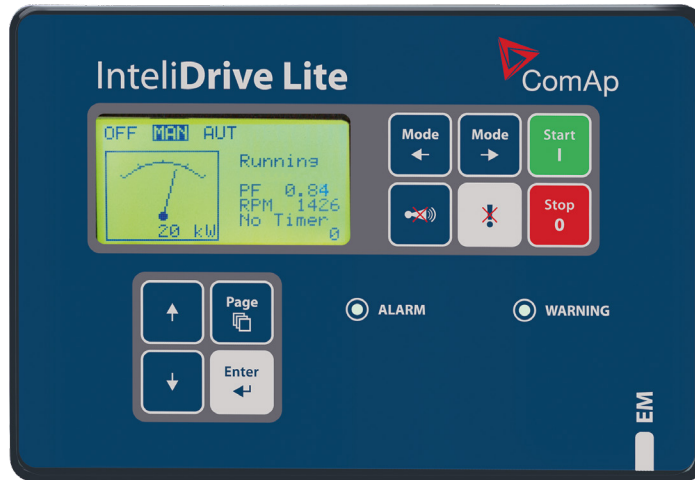 InteliDrive Lite
ComAp
OFF MAN AUT
Running
PF 0.84
RPM 1426
No Timer
20 kW 0
Mode
Mode
Start
I
Stop
0
Page
Enter
ALARM
WARNING
EM